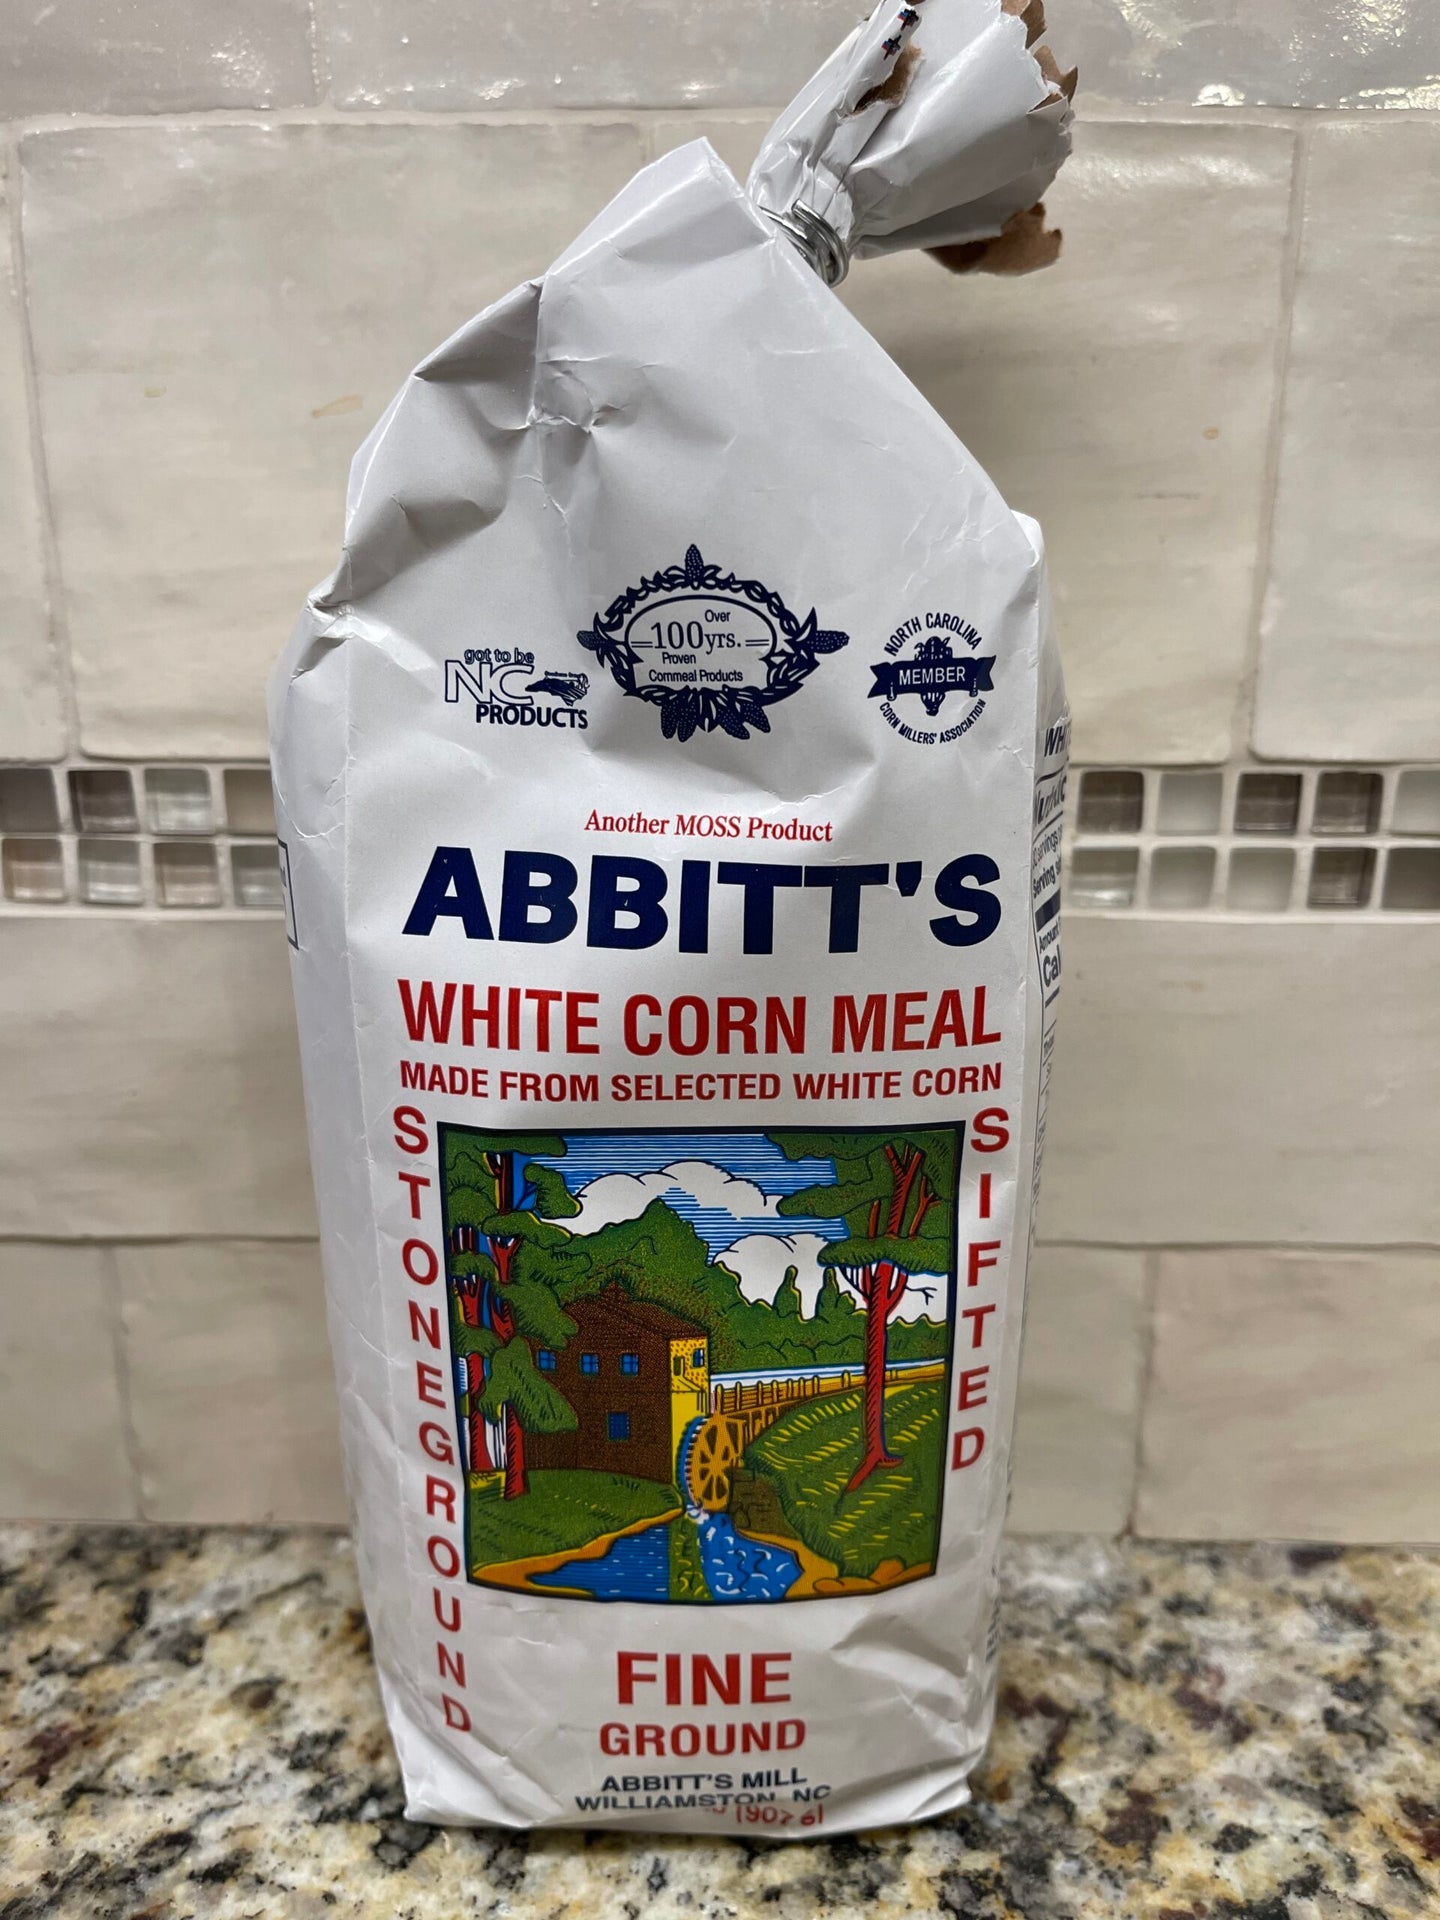 got to be
NC
PRODUCTS
Over
100yrs.
Proven
Cornmeal Products
NORTH CAROLINA
MEMBER
CORN MILLERS' ASSOCIATION
Another MOSS Product
ABBITT'S
WHITE CORN MEAL
MADE FROM SELECTED WHITE CORN
STONEGROUND
SIFTED
FINE
GROUND
ABBITT'S MILL
WILLIAMSTON, NC
(907 g)